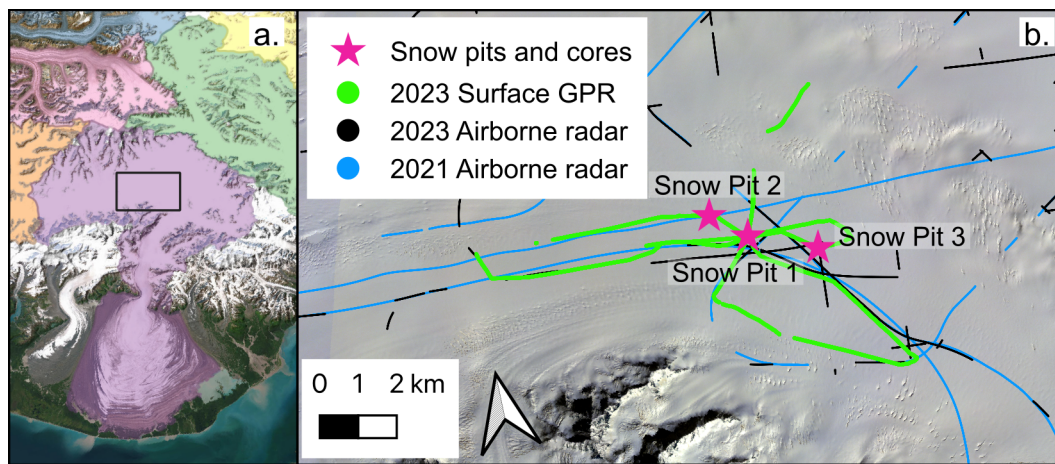 a.
b.
Snow pits and cores
2023 Surface GPR
2023 Airborne radar
2021 Airborne radar
Snow Pit 2
Snow Pit 3
Snow Pit 1
0 1 2 km